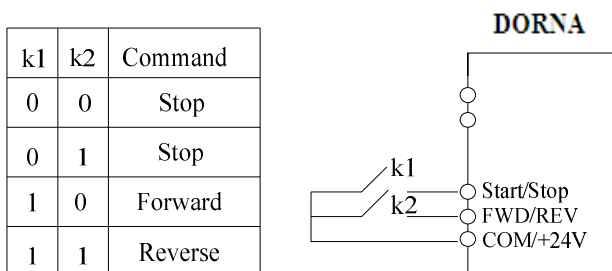 DORNA
k1 k2 Command
0 0 Stop
0 1 Stop
1 0 Forward
1 1 Reverse
k1
k2
Start/Stop
FWD/REV
COM/+24V